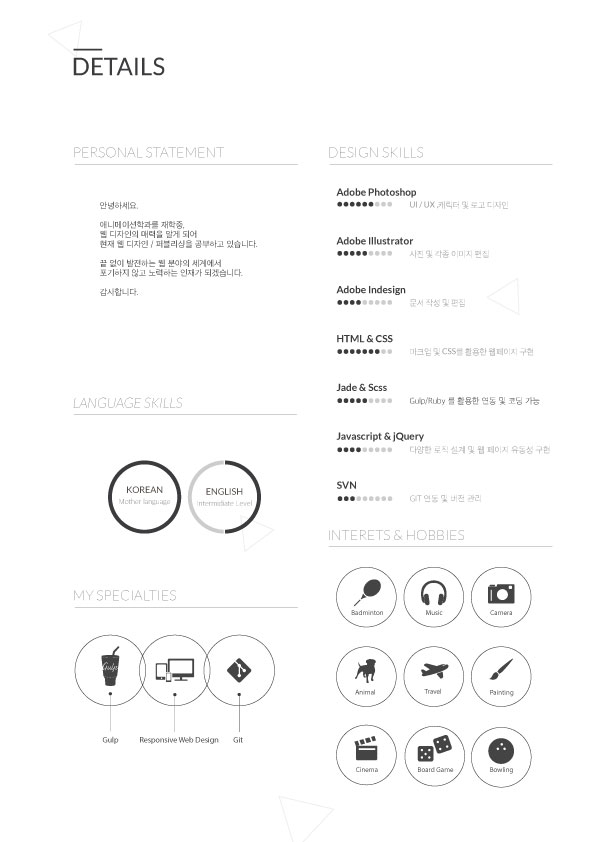 DETAILS
PERSONAL STATEMENT
안녕하세요.
애니메이션학과를 재학중,
웹 디자인의 매력을 알게 되어
현재 웹 디자인 / 퍼블리싱을 공부하고 있습니다.
끝 없이 발전하는 웹 분야의 세계에서
포기하지 않고 노력하는 인재가 되겠습니다.
감사합니다.
LANGUAGE SKILLS
KOREAN
Mother language
ENGLISH
Intermidiate Level
MY SPECIALTIES
Gulp
Gulp
Responsive Web Design
Git
DESIGN SKILLS
Adobe Photoshop
UI / UX ,캐릭터 및 로고 디자인
Adobe Illustrator
사진 및 각종 이미지 편집
Adobe Indesign
문서 작성 및 편집
HTML & CSS
마크업 및 CSS를 활용한 웹페이지 구현
Jade & Scss
Gulp/Ruby 를 활용한 연동 및 코딩 가능
Javascript & jQuery
다양한 로직 설계 및 웹 페이지 유동성 구현
SVN
GIT 연동 및 버전 관리
INTERETS & HOBBIES
Badminton
Music
Camera
Animal
Travel
Painting
Cinema
Board Game
Bowling